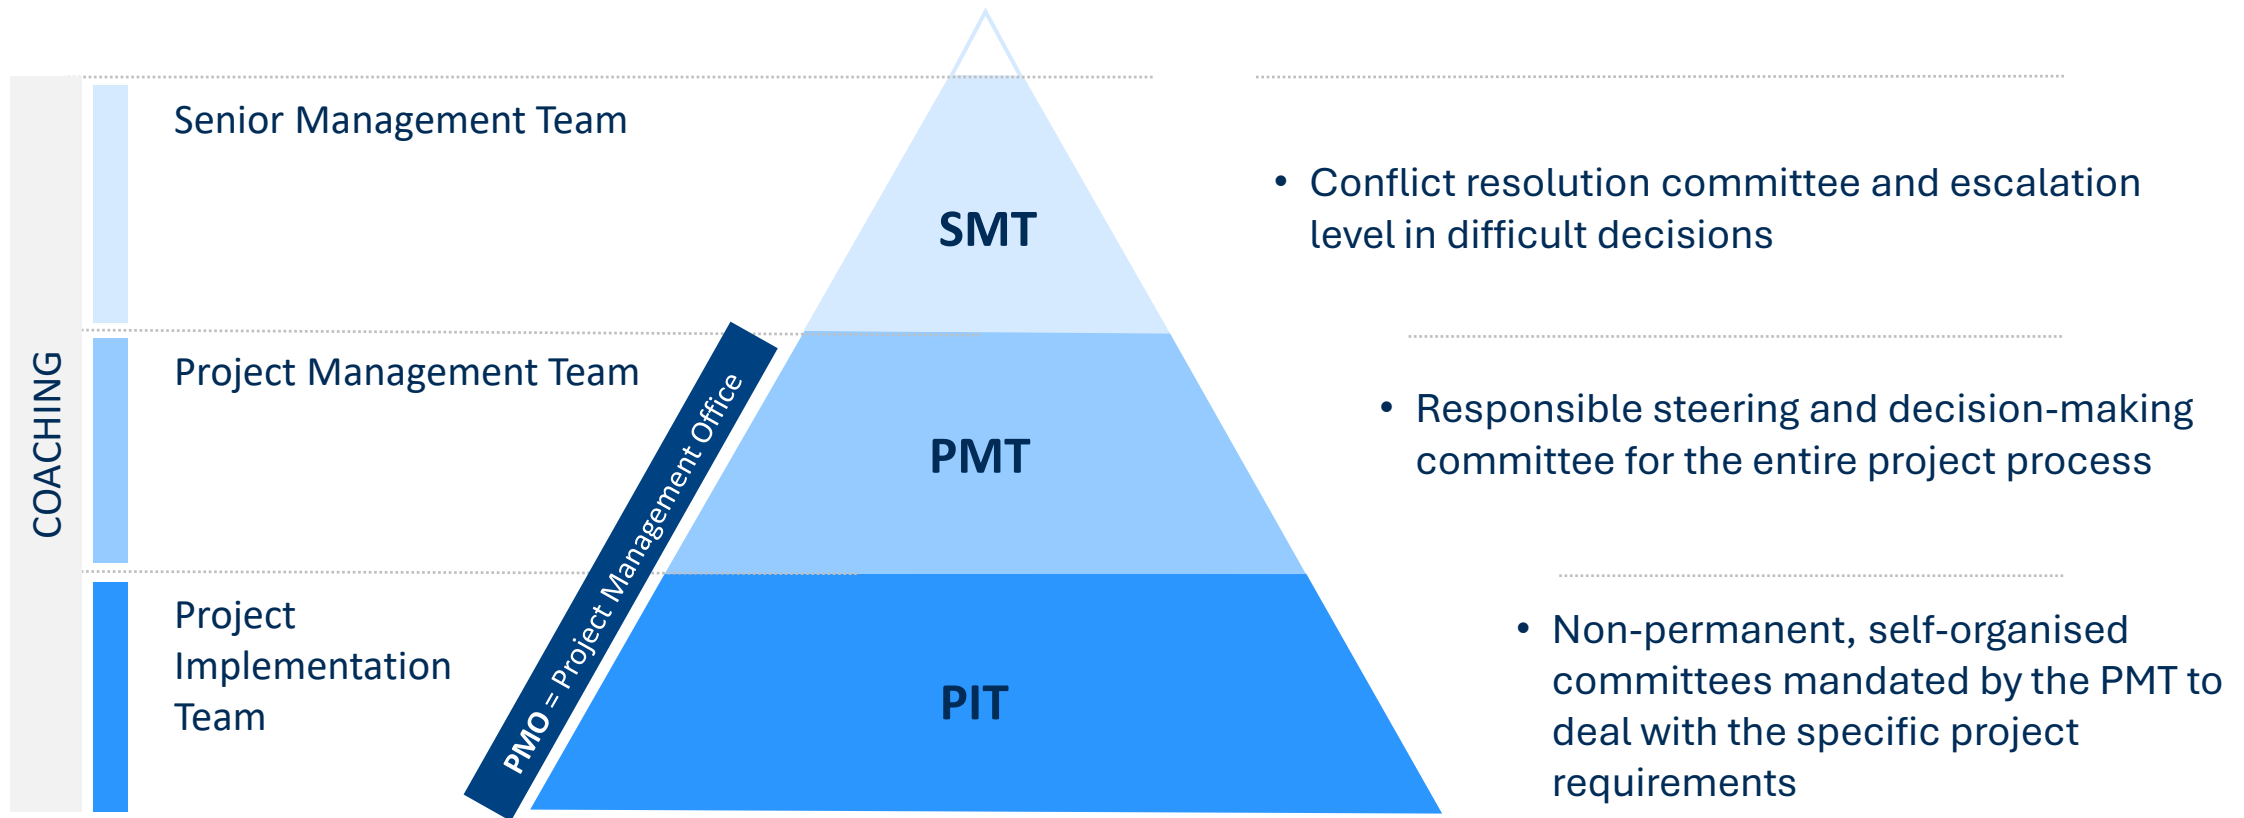 COACHING
Senior Management Team
SMT
• Conflict resolution committee and escalation
level in difficult decisions
Project Management Team
PMO = Project Management Office
PMT
• Responsible steering and decision-making
committee for the entire project process
Project
Implementation
Team
PIT
• Non-permanent, self-organised
committees mandated by the PMT to
deal with the specific project
requirements